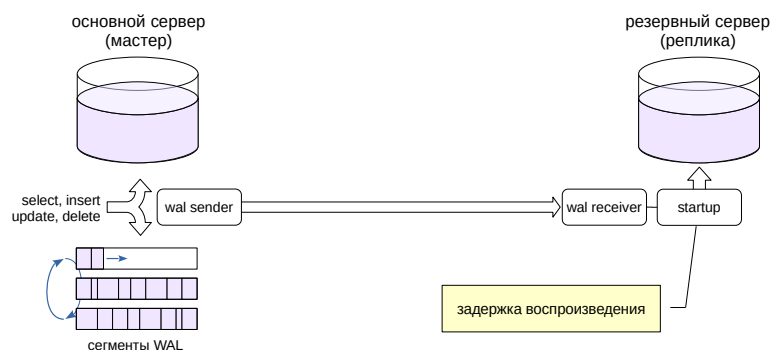 основной сервер
(мастер)
резервный сервер
(реплика)
select, insert
update, delete
wal sender
wal receiver
startup
задержка воспроизведения
сегменты WAL